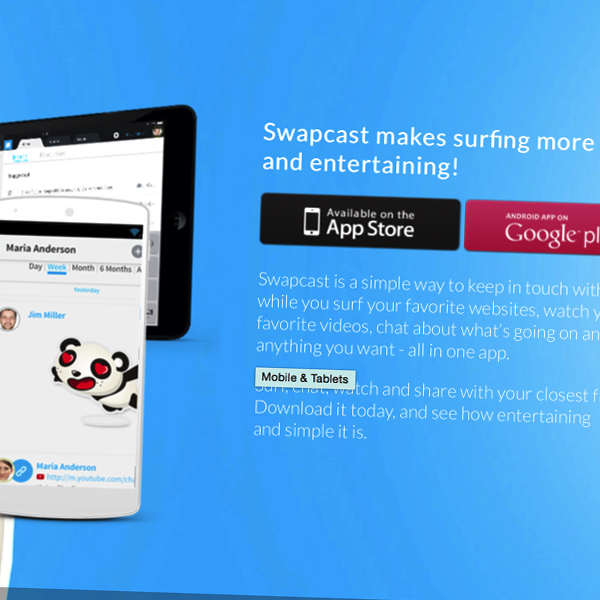 Swapcast makes surfing more
and entertaining!
Available on the
App Store
ANDROID APP ON
Google
Swapcast is a simple way to keep in touch with
while you surf your favorite websites, watch
favorite videos, chat about what's going on
anything you want - all in one app.
Mobile & Tablets
Surf, chat, watch and share with your closest
Download it today, and see how entertaining
and simple it is.
Maria Anderson
Day Week Month 6 Months
Yesterday
Jim Miller
Maria Anderson
http://m.youtube.com/